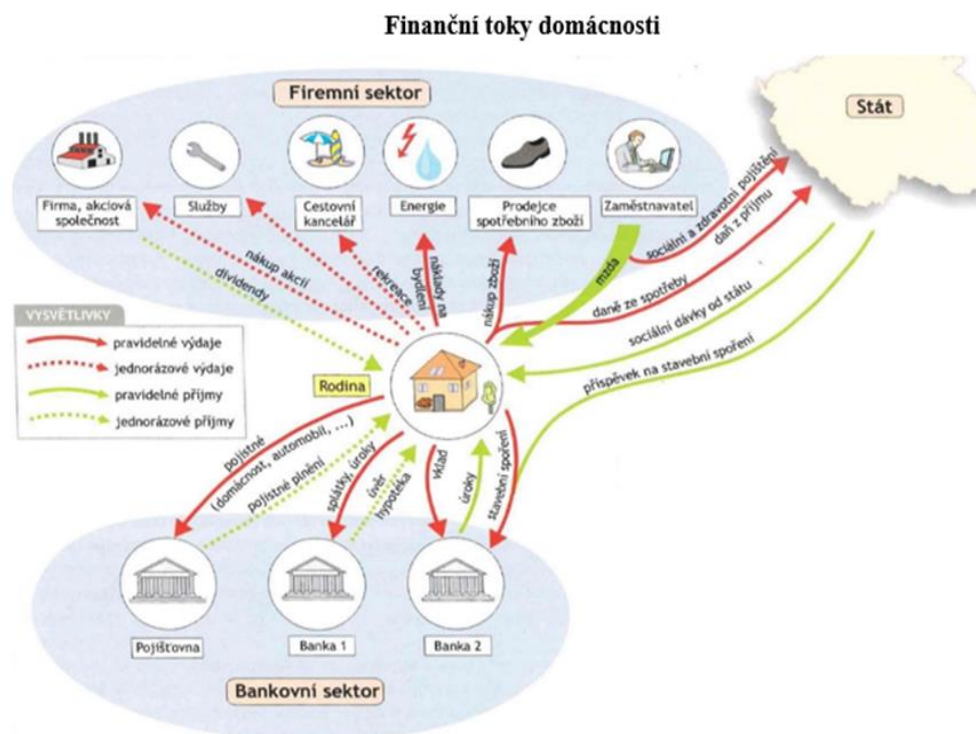 Finanční toky domácnosti
Firemní sektor
Stát
Firma, akciová
společnost
Služby
Cestovní
kancelář
Energie
Prodejce
spotřebního zboží
Zaměstnavatel
sociální a zdravotní pojištění
daň z příjmu
nákup akcií
dividendy
rekreace
náklady na
bydlení
nákup zboží
mzda
daně ze spotřeby
sociální dávky od státu
příspěvek na stavební spoření
VYSVĚTLIVKY
pravidelné výdaje
jednorázové výdaje
pravidelné příjmy
jednorázové příjmy
Rodina
pojistné
(domácnost, automobil, ...)
pojistné plnění
splátky, úroky
úvěr
hypotéka
vklad
úroky
stavební spoření
Pojišťovna
Banka 1
Banka 2
Bankovní sektor